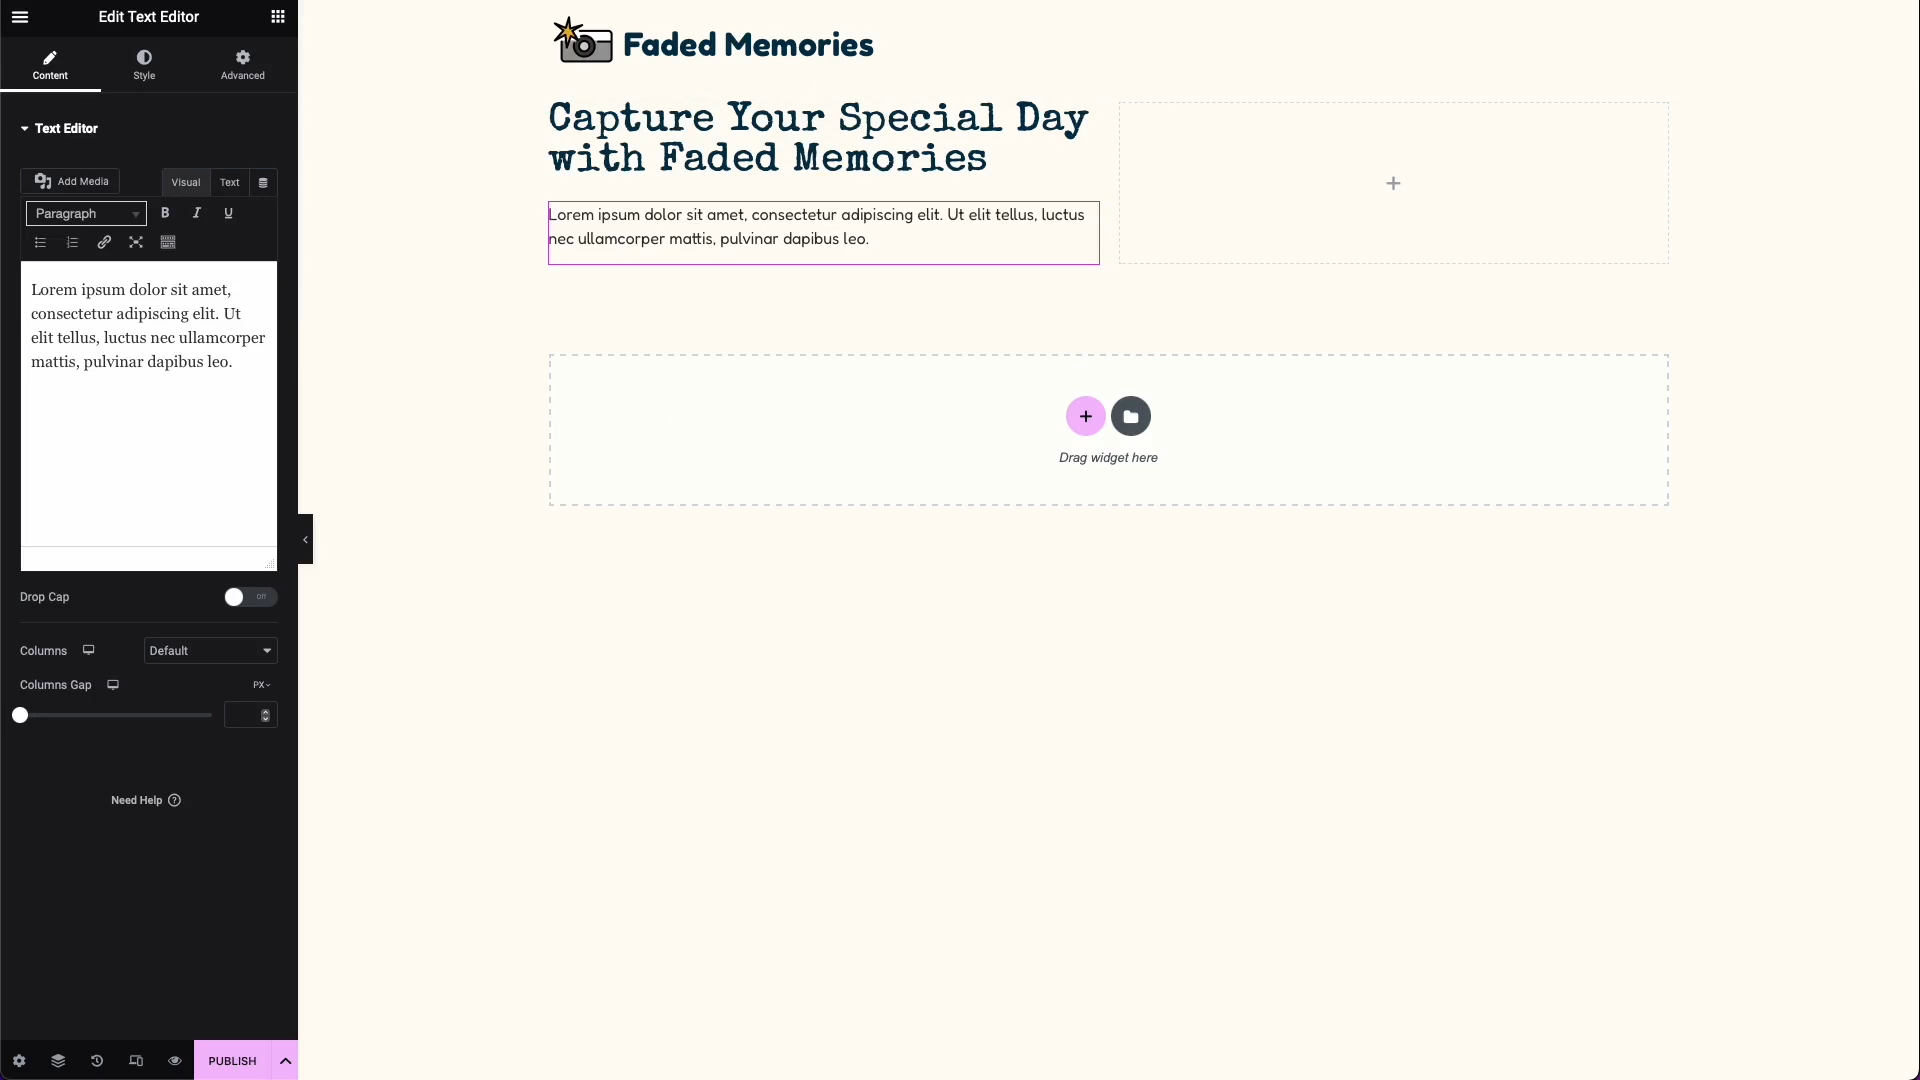 Edit Text Editor
Content
Style
Advanced
Text Editor
Add Media
Visual
Text
Paragraph
B
I
U
Lorem ipsum dolor sit amet,
consectetur adipiscing elit. Ut
elit tellus, luctus nec ullamcorper
mattis, pulvinar dapibus leo.
Drop Cap
Off
Columns
Default
Columns Gap
PX
Need Help
PUBLISH
Faded Memories
Capture Your Special Day
with Faded Memories
Lorem ipsum dolor sit amet, consectetur adipiscing elit. Ut elit tellus, luctus
nec ullamcorper mattis, pulvinar dapibus leo.
Drag widget here